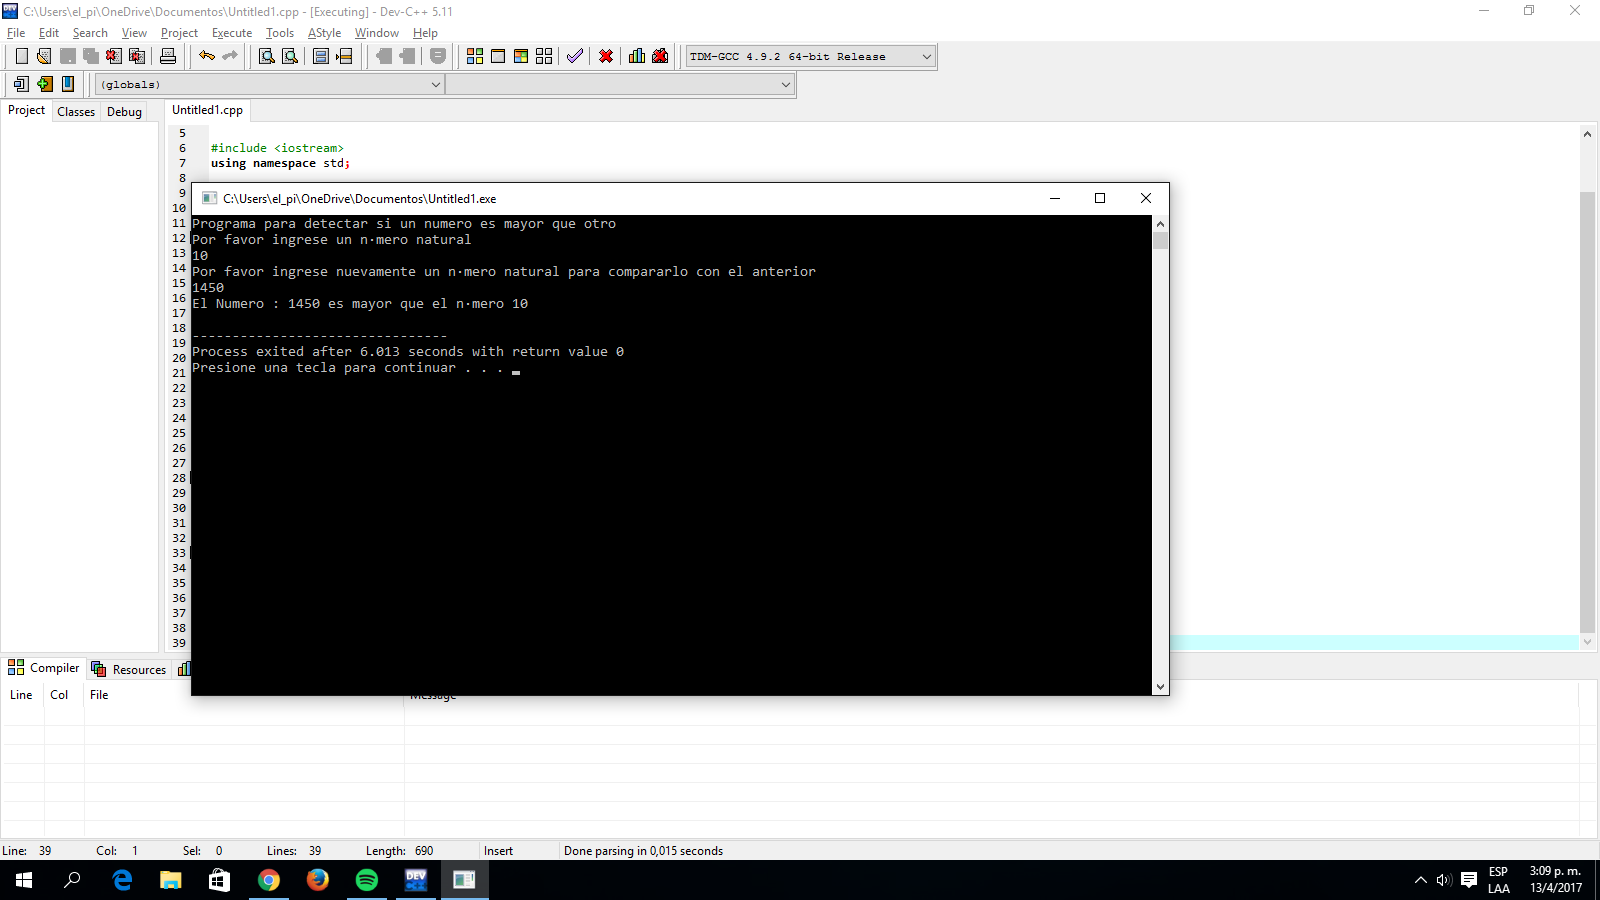 C:\Users\el_pi\OneDrive\Documentos\Untitled1.cpp - [Executing] - Dev-C++ 5.11
File Edit Search View Project Execute Tools AStyle Window Help
TDM-GCC 4.9.2 64-bit Release
(globals)
Project Classes Debug
Untitled1.cpp
5
6 #include <iostream>
7 using namespace std;
8
9
10
11
12
13
14
15
16
17
18
19
20
21
22
23
24
25
26
27
28
29
30
31
32
33
34
35
36
37
38
39
C:\Users\el_pi\OneDrive\Documentos\Untitled1.exe
Programa para detectar si un numero es mayor que otro
Por favor ingrese un n·mero natural
10
Por favor ingrese nuevamente un n·mero natural para compararlo con el anterior
1450
El Numero : 1450 es mayor que el n·mero 10
--------------------------------
Process exited after 6.013 seconds with return value 0
Presione una tecla para continuar . . .
Compiler Resources
Line Col File Message
Line: 39 Col: 1 Sel: 0 Lines: 39 Length: 690 Insert Done parsing in 0,015 seconds
DEV
ESP
LAA
3:09 p. m.
13/4/2017